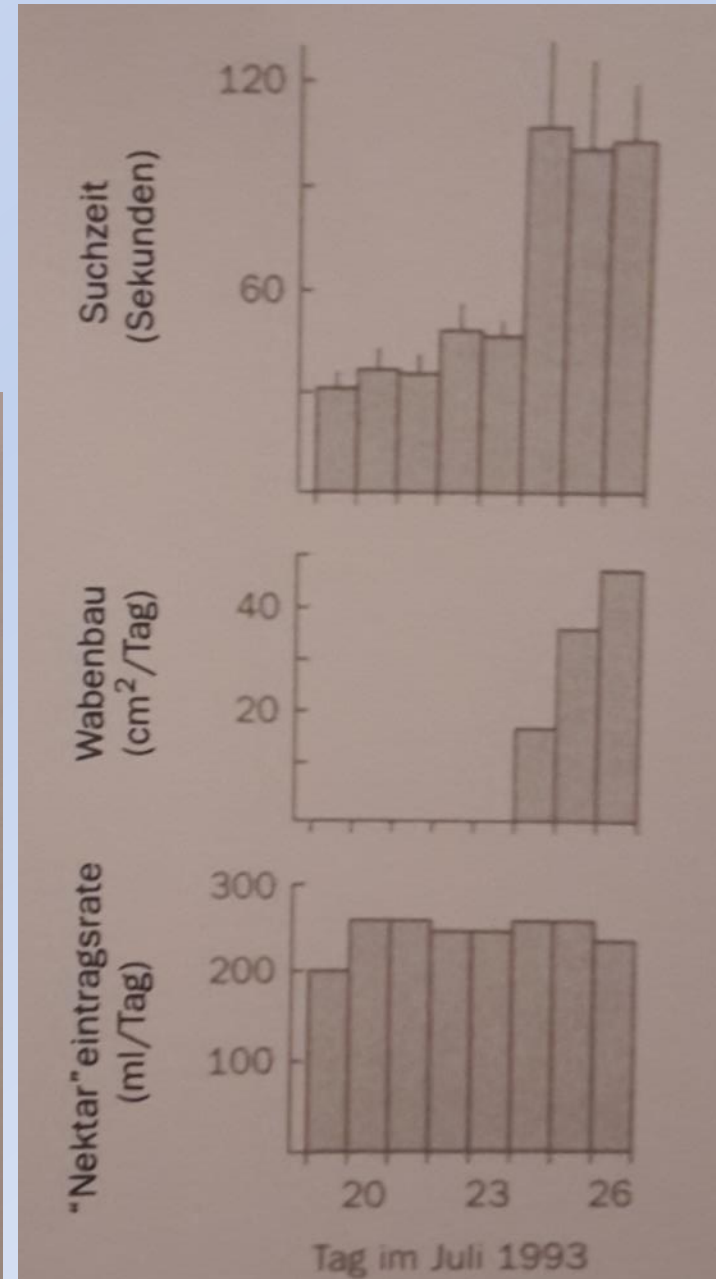 Suchzeit
(Sekunden)
120
60
Wabenbau
(cm²/Tag)
40
20
"Nektar"eintragsrate
(ml/Tag)
300
200
100
20 23 26
Tag im Juli 1993